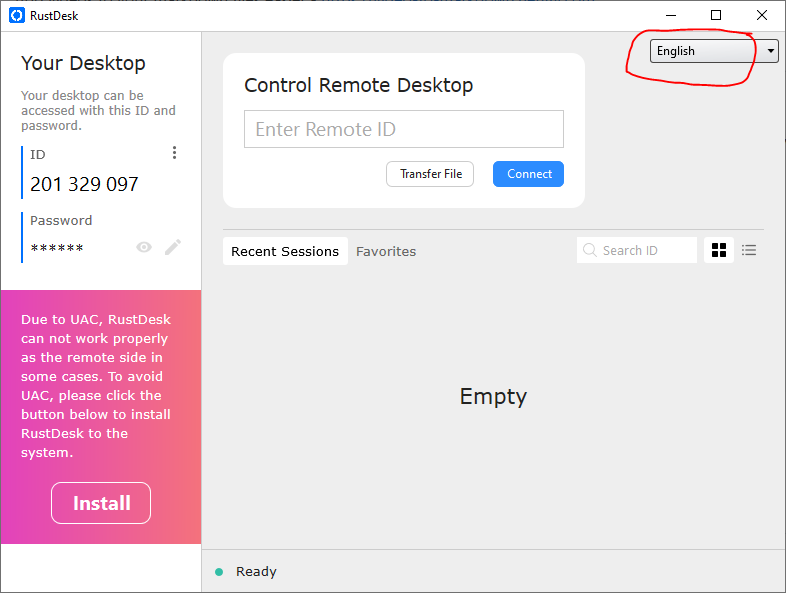 RustDesk
Your Desktop
Your desktop can be
accessed with this ID and
password.
ID
201 329 097
Password
******
Due to UAC, RustDesk
can not work properly
as the remote side in
some cases. To avoid
UAC, please click the
button below to install
RustDesk to the
system.
Install
English
Control Remote Desktop
Enter Remote ID
Transfer File
Connect
Recent Sessions
Favorites
Search ID
Empty
Ready